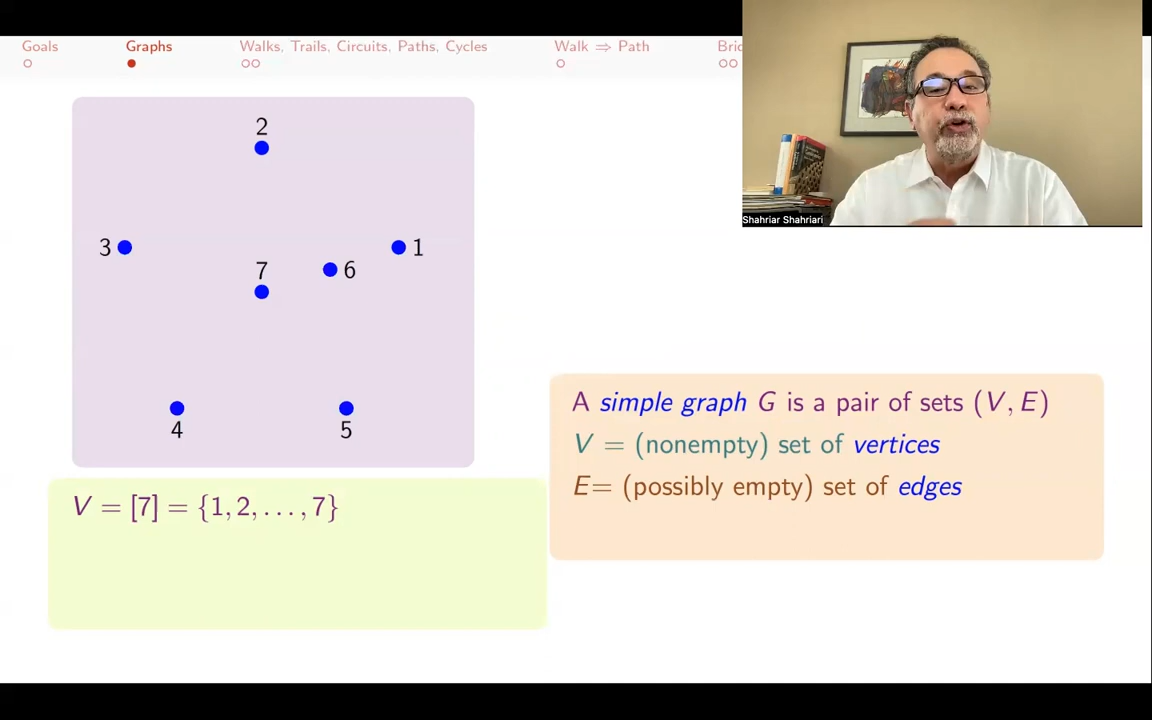 Goals
Graphs
Walks, Trails, Circuits, Paths, Cycles
Walk ⇒ Path
Shahriar Shahriari
2
3
1
7
6
4
5
V = [7] = {1, 2, . . . , 7}
A simple graph G is a pair of sets (V, E)
V = (nonempty) set of vertices
E= (possibly empty) set of edges